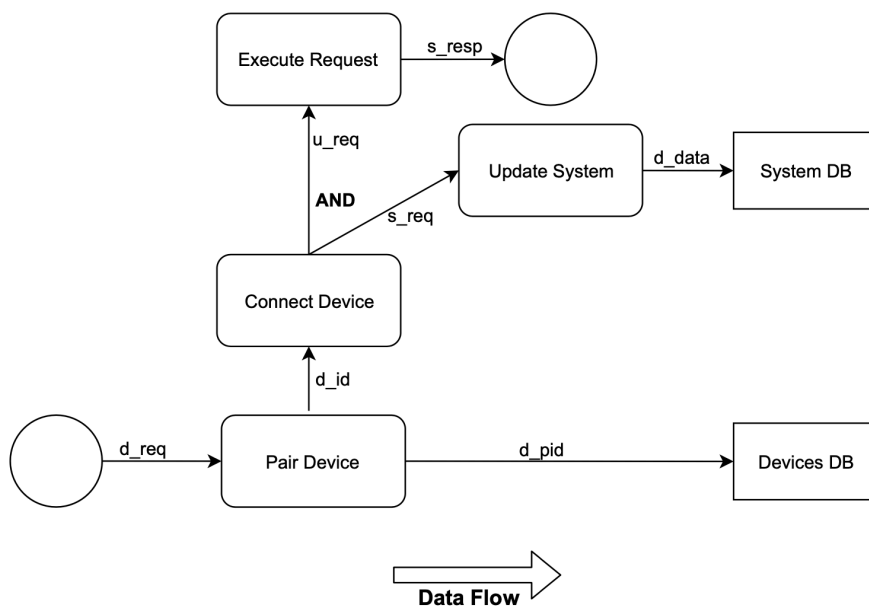 Execute Request
s_resp
u_req
Update System
d_data
System DB
AND
s_req
Connect Device
d_id
d_req
Pair Device
d_pid
Devices DB
Data Flow